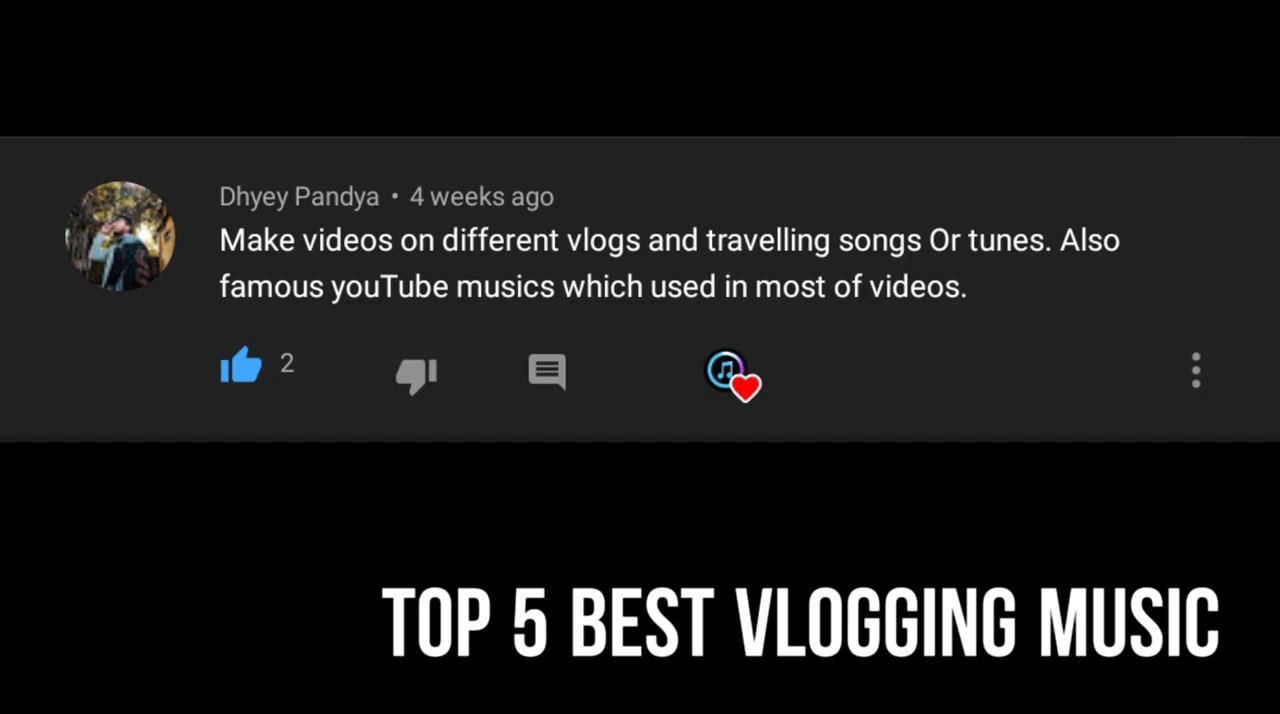 Dhyey Pandya • 4 weeks ago
Make videos on different vlogs and travelling songs Or tunes. Also
famous youTube musics which used in most of videos.
2
TOP 5 BEST VLOGGING MUSIC